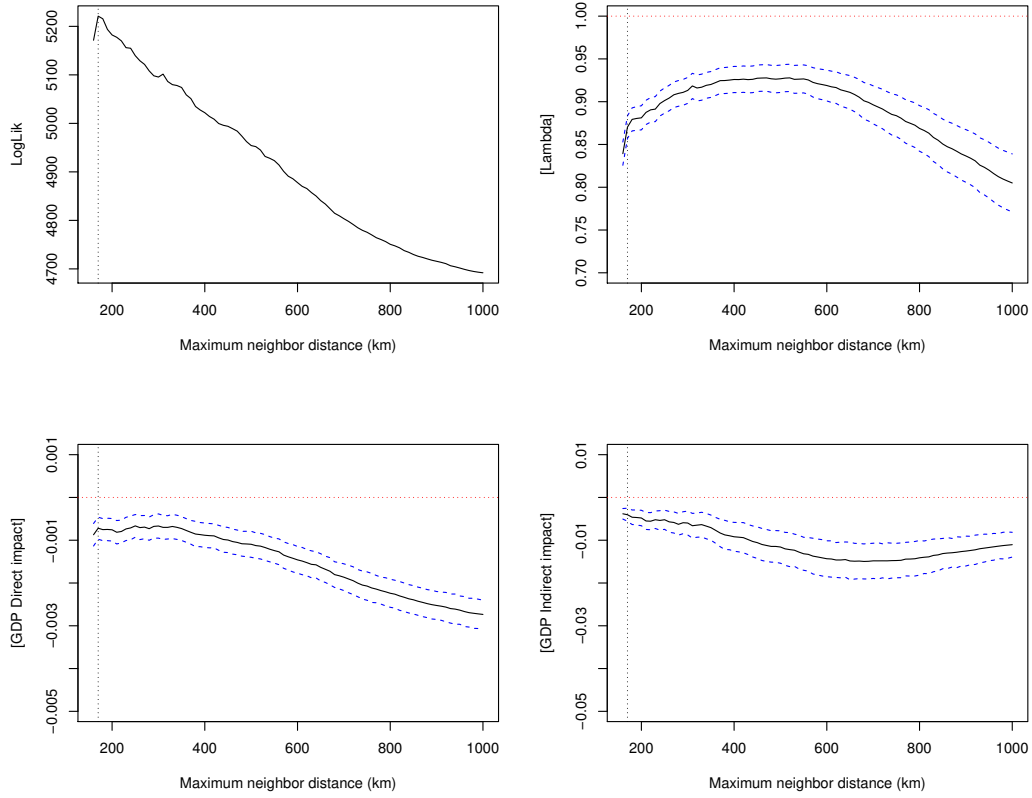 LogLik
5200
5100
5000
4900
4800
4700
200 400 600 800 1000
Maximum neighbor distance (km)
[Lambda]
1.00
0.95
0.90
0.85
0.80
0.75
0.70
200 400 600 800 1000
Maximum neighbor distance (km)
[GDP Direct impact]
0.001
−0.001
−0.003
−0.005
200 400 600 800 1000
Maximum neighbor distance (km)
[GDP Indirect impact]
0.01
−0.01
−0.03
−0.05
200 400 600 800 1000
Maximum neighbor distance (km)